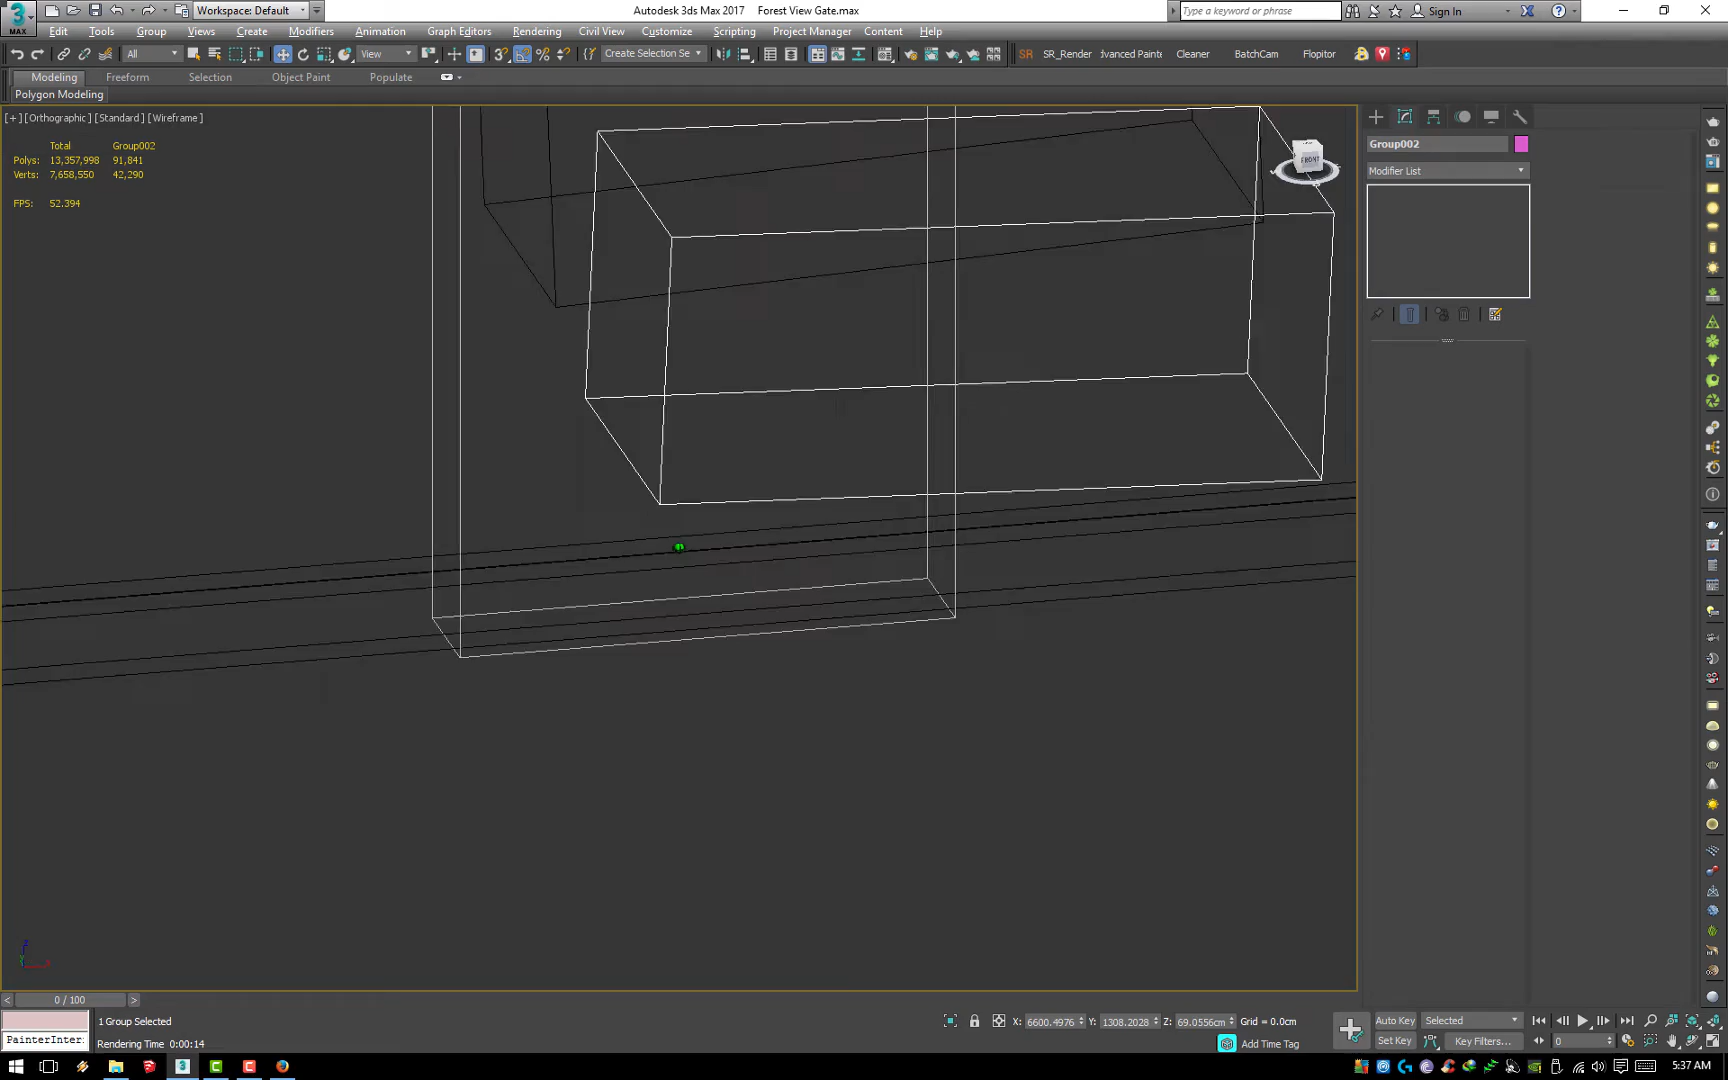 Autodesk 3ds Max 2017    Forest View Gate.max
MAX
Workspace: Default
Type a keyword or phrase
Sign In
Edit Tools Group Views Create Modifiers Animation Graph Editors Rendering Civil View Customize Scripting Project Manager Content Help
All
View
Create Selection Se
SR SR_Render Advanced Painte Cleaner BatchCam Flopitor
Modeling Freeform Selection Object Paint Populate
Polygon Modeling
[+] [Orthographic] [Standard] [Wireframe]
Total Group002
Polys: 13,357,998 91,841
Verts: 7,658,550 42,290
FPS: 52.394
FRONT
Group002
Modifier List
0 / 100
1 Group Selected
X: 6600.4976 Y: 1308.2028 Z: 69.0556cm Grid = 0.0cm
Auto Key Selected
PainterInter:
Rendering Time 0:00:14
Add Time Tag
Set Key Key Filters... 0
5:37 AM